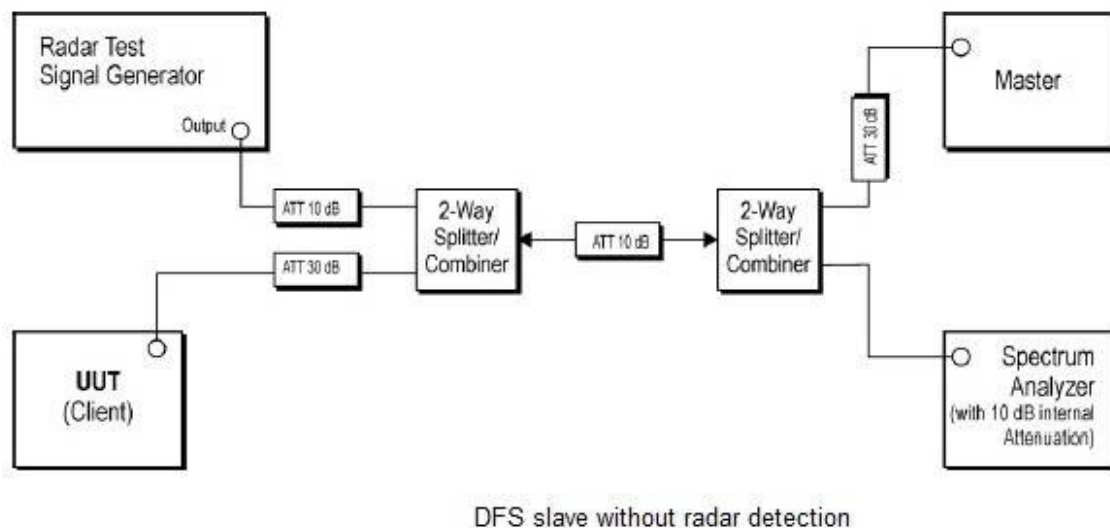 Radar Test
Signal Generator
Output
ATT 10 dB
ATT 30 dB
2-Way
Splitter/
Combiner
ATT 10 dB
2-Way
Splitter/
Combiner
ATT 30 dB
Master
UUT
(Client)
Spectrum
Analyzer
(with 10 dB internal
Attenuation)
DFS slave without radar detection